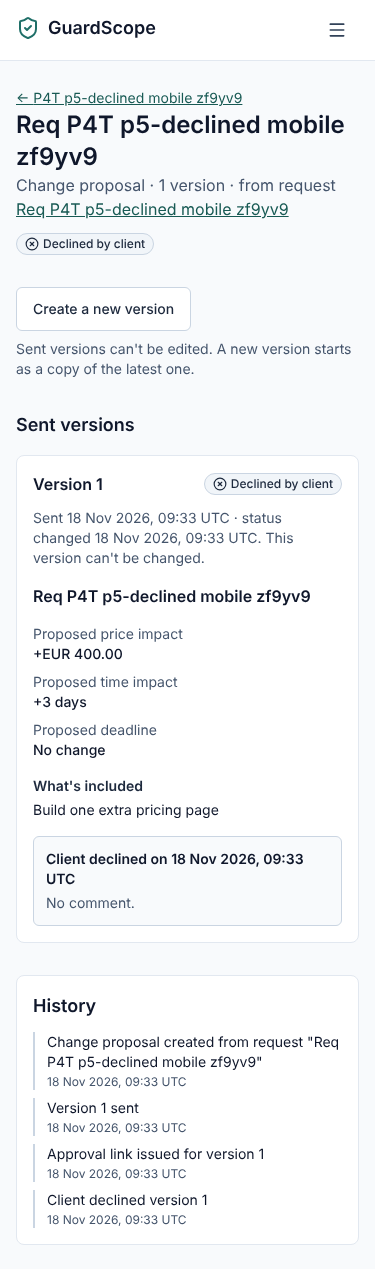 GuardScope
← P4T p5-declined mobile zf9yv9
Req P4T p5-declined mobile
zf9yv9
Change proposal · 1 version · from request
Req P4T p5-declined mobile zf9yv9
Declined by client
Create a new version
Sent versions can't be edited. A new version starts
as a copy of the latest one.
Sent versions
Version 1
Declined by client
Sent 18 Nov 2026, 09:33 UTC · status
changed 18 Nov 2026, 09:33 UTC. This
version can't be changed.
Req P4T p5-declined mobile zf9yv9
Proposed price impact
+EUR 400.00
Proposed time impact
+3 days
Proposed deadline
No change
What's included
Build one extra pricing page
Client declined on 18 Nov 2026, 09:33
UTC
No comment.
History
Change proposal created from request "Req
P4T p5-declined mobile zf9yv9"
18 Nov 2026, 09:33 UTC
Version 1 sent
18 Nov 2026, 09:33 UTC
Approval link issued for version 1
18 Nov 2026, 09:33 UTC
Client declined version 1
18 Nov 2026, 09:33 UTC